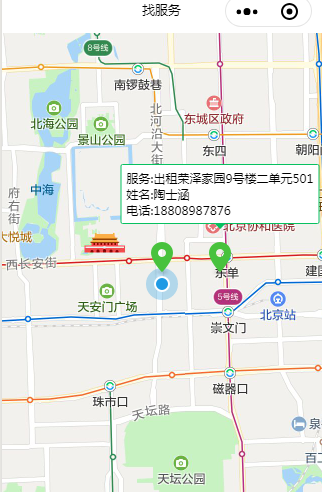 找服务
8号线
南锣鼓巷
北海公园
景山公园
北河沿大街
东城区政府
东四
朝阳
中海
府右街
服务:出租荣泽家园9号楼二单元501
姓名:陶士涵
电话:18808987876
大悦城
北京协和医院
西长安街
东单
建国
天安门广场
5号线
北京站
崇文门
珠市口
磁器口
天坛路
天坛公园
百工